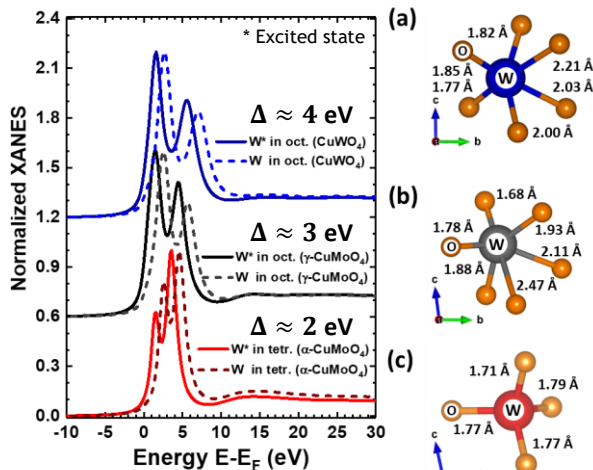 * Excited state
Normalized XANES
2.4
2.1
1.8
1.5
1.2
0.9
0.6
0.3
0.0
Δ ≈ 4 eV
W* in oct. (CuWO₄)
W in oct. (CuWO₄)
Δ ≈ 3 eV
W* in oct. (γ-CuMoO₄)
W in oct. (γ-CuMoO₄)
Δ ≈ 2 eV
W* in tetr. (α-CuMoO₄)
W in tetr. (α-CuMoO₄)
-10 -5 0 5 10 15 20 25 30
Energy E-E_F (eV)
(a)
1.82 Å
O
W
2.21 Å
1.85 Å
1.77 Å
2.03 Å
2.00 Å
c
a
b
(b)
1.68 Å
1.78 Å
O
W
1.93 Å
2.11 Å
1.88 Å
2.47 Å
c
a
b
(c)
1.71 Å
1.79 Å
O
W
1.77 Å
1.77 Å
c